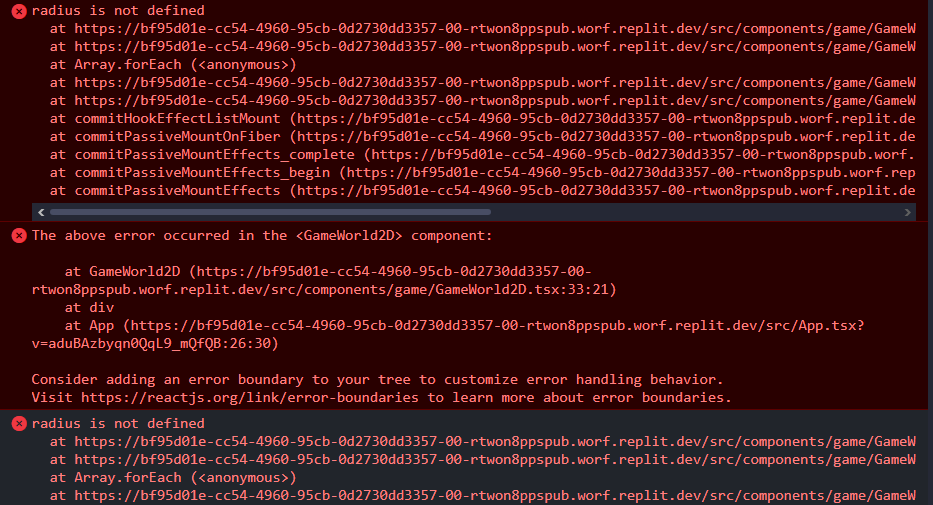 radius is not defined
at https://bf95d01e-cc54-4960-95cb-0d2730dd3357-00-rtwon8ppspub.worf.replit.dev/src/components/game/GameW
at https://bf95d01e-cc54-4960-95cb-0d2730dd3357-00-rtwon8ppspub.worf.replit.dev/src/components/game/GameW
at Array.forEach (<anonymous>)
at https://bf95d01e-cc54-4960-95cb-0d2730dd3357-00-rtwon8ppspub.worf.replit.dev/src/components/game/GameW
at https://bf95d01e-cc54-4960-95cb-0d2730dd3357-00-rtwon8ppspub.worf.replit.dev/src/components/game/GameW
at commitHookEffectListMount (https://bf95d01e-cc54-4960-95cb-0d2730dd3357-00-rtwon8ppspub.worf.replit.de
at commitPassiveMountOnFiber (https://bf95d01e-cc54-4960-95cb-0d2730dd3357-00-rtwon8ppspub.worf.replit.de
at commitPassiveMountEffects_complete (https://bf95d01e-cc54-4960-95cb-0d2730dd3357-00-rtwon8ppspub.worf.
at commitPassiveMountEffects_begin (https://bf95d01e-cc54-4960-95cb-0d2730dd3357-00-rtwon8ppspub.worf.rep
at commitPassiveMountEffects (https://bf95d01e-cc54-4960-95cb-0d2730dd3357-00-rtwon8ppspub.worf.replit.de
The above error occurred in the <GameWorld2D> component:
at GameWorld2D (https://bf95d01e-cc54-4960-95cb-0d2730dd3357-00-
rtwon8ppspub.worf.replit.dev/src/components/game/GameWorld2D.tsx:33:21)
at div
at App (https://bf95d01e-cc54-4960-95cb-0d2730dd3357-00-rtwon8ppspub.worf.replit.dev/src/App.tsx?
v=aduBAzbyqn0QqL9_mQfQB:26:30)
Consider adding an error boundary to your tree to customize error handling behavior.
Visit https://reactjs.org/link/error-boundaries to learn more about error boundaries.
radius is not defined
at https://bf95d01e-cc54-4960-95cb-0d2730dd3357-00-rtwon8ppspub.worf.replit.dev/src/components/game/GameW
at https://bf95d01e-cc54-4960-95cb-0d2730dd3357-00-rtwon8ppspub.worf.replit.dev/src/components/game/GameW
at Array.forEach (<anonymous>)
at https://bf95d01e-cc54-4960-95cb-0d2730dd3357-00-rtwon8ppspub.worf.replit.dev/src/components/game/GameW